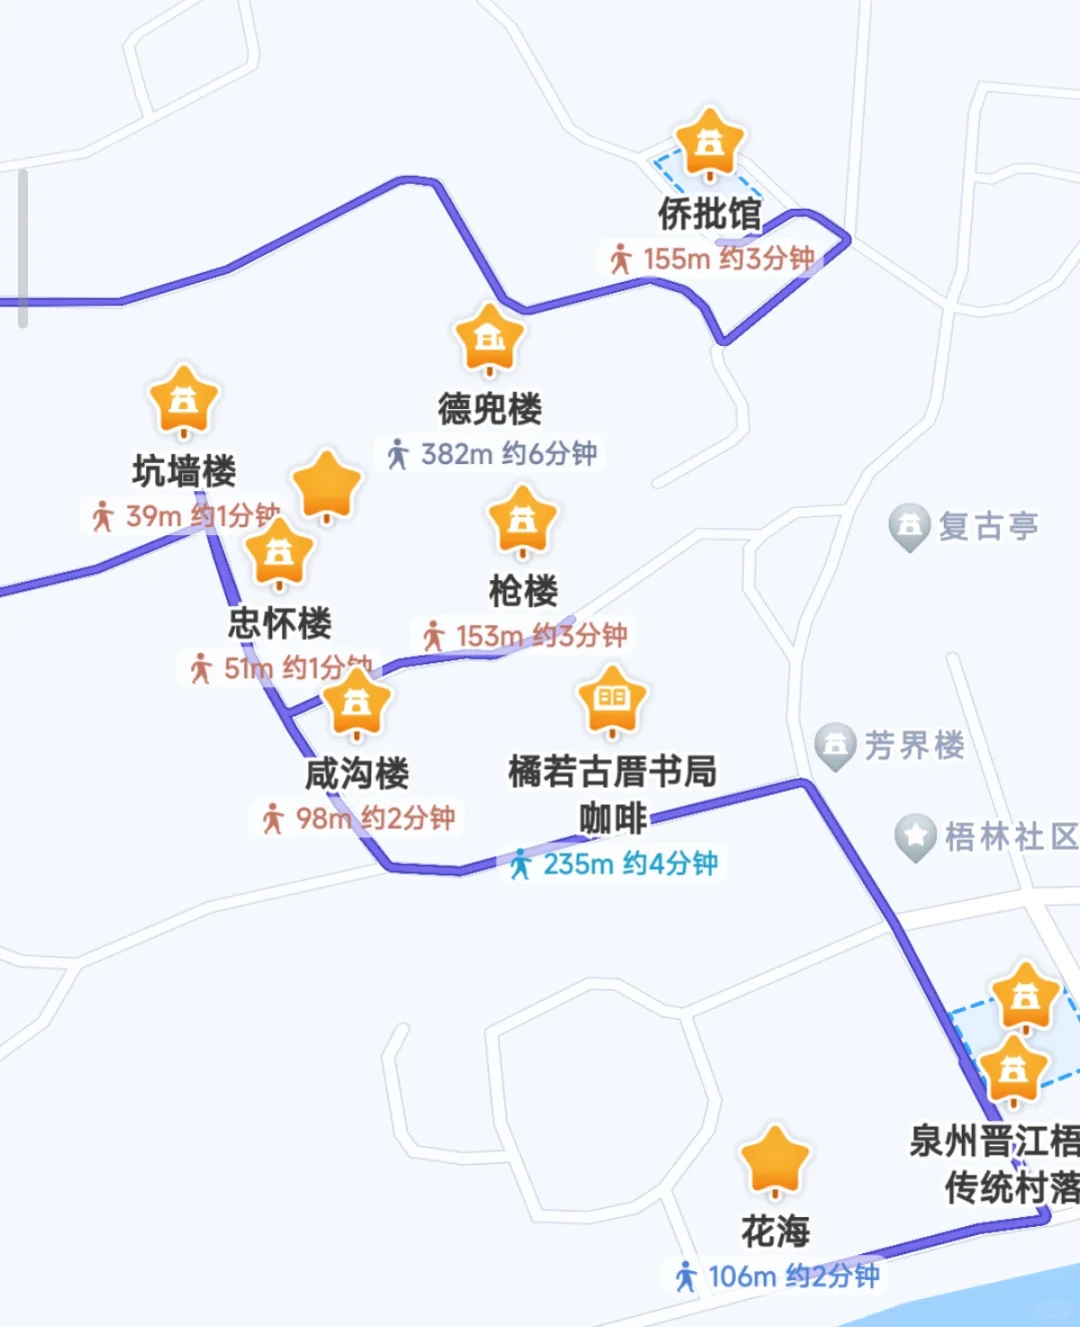 侨批馆
155m 约3分钟
德兜楼
382m 约6分钟
坑墙楼
39m 约1分钟
枪楼
153m 约3分钟
复古亭
忠怀楼
51m 约1分钟
咸沟楼
98m 约2分钟
橘若古厝书局
咖啡
235m 约4分钟
芳界楼
梧林社区
泉州晋江梧
传统村落
花海
106m 约2分钟